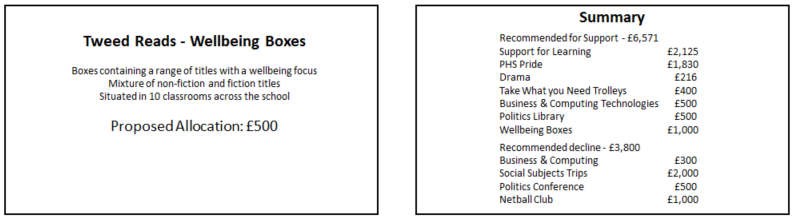 Tweed Reads - Wellbeing Boxes
Boxes containing a range of titles with a wellbeing focus
Mixture of non-fiction and fiction titles
Situated in 10 classrooms across the school
Proposed Allocation: £500
Summary
Recommended for Support - £6,571
Support for Learning £2,125
PHS Pride £1,830
Drama £216
Take What you Need Trolleys £400
Business & Computing Technologies £500
Politics Library £500
Wellbeing Boxes £1,000
Recommended decline - £3,800
Business & Computing £300
Social Subjects Trips £2,000
Politics Conference £500
Netball Club £1,000